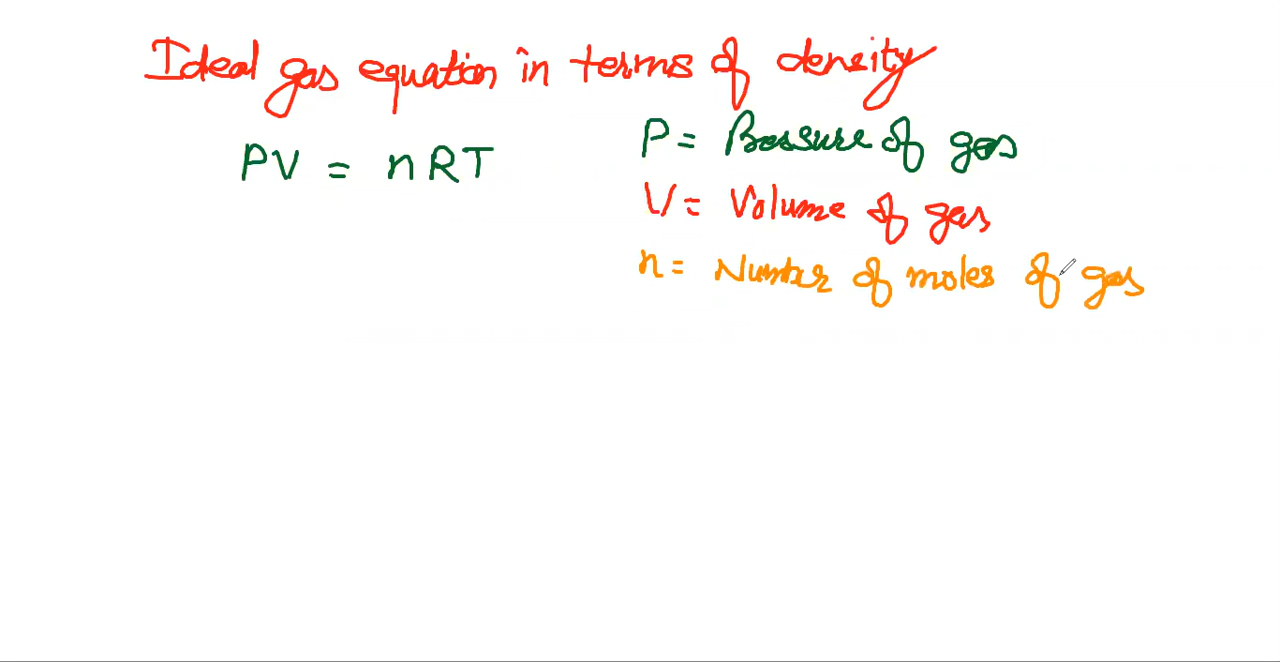 Ideal gas equation in terms of density
PV = nRT
P = Pressure of gas
V = Volume of gas
n = Number of moles of gas